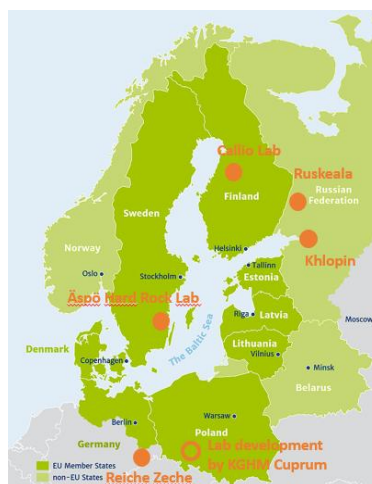 Callio Lab
Ruskeala
Russian
Federation
Finland
Sweden
Norway
Khlopin
Helsinki
Oslo
Stockholm
Tallinn
Estonia
Äspö Hard Rock Lab
Riga
Latvia
The Baltic Sea
Lithuania
Moscow
Denmark
Copenhagen
Vilnius
Minsk
Belarus
Berlin
Warsaw
Poland
Germany
Lab development
by KGHM Cuprum
EU Member States
non-EU States
Reiche Zeche